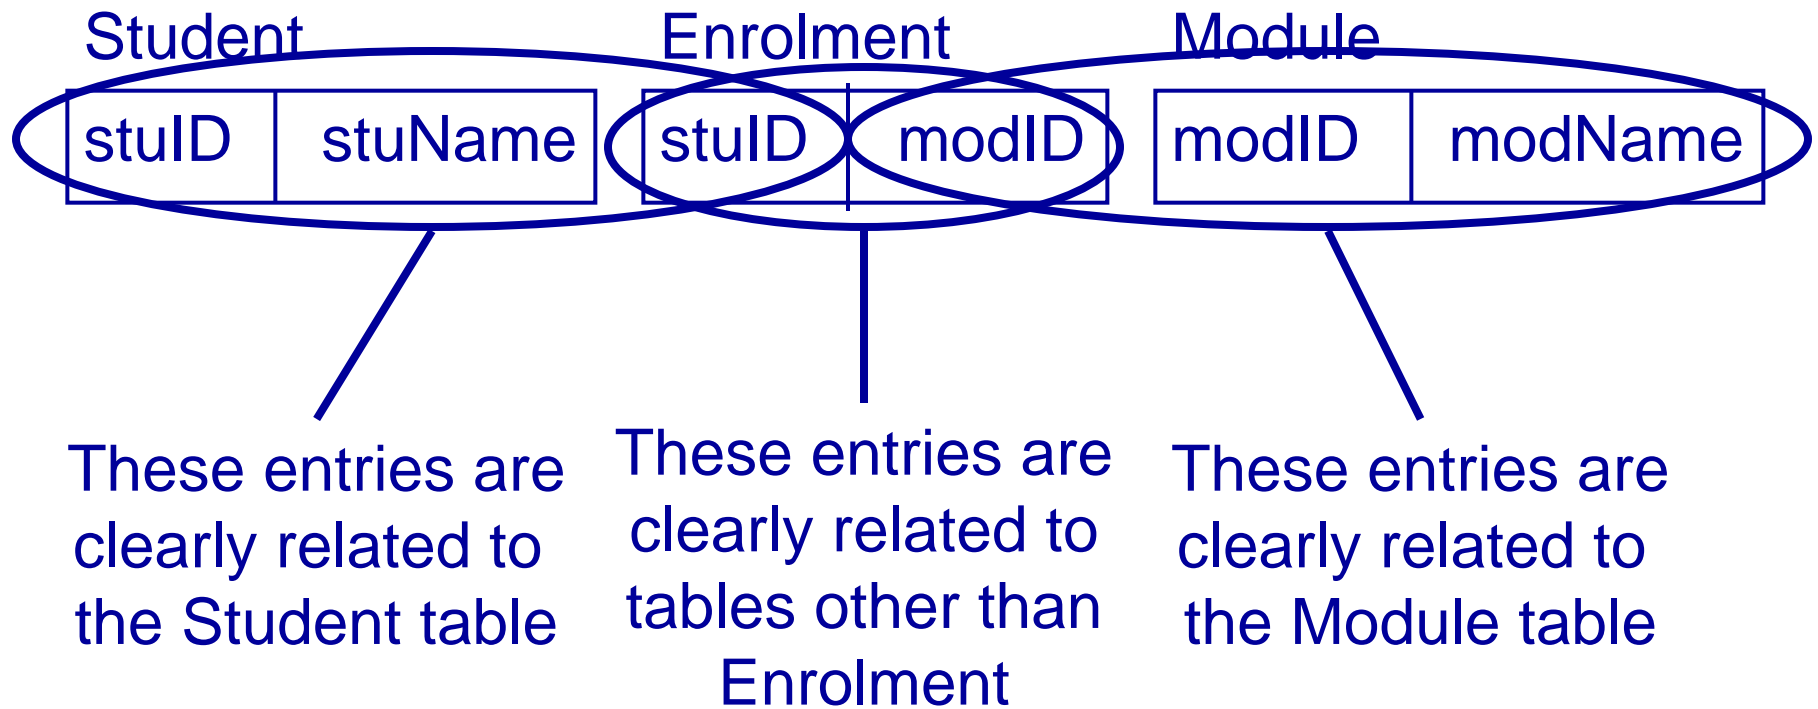 Student Enrolment Module
stuID stuName stuID modID modID modName
These entries are
clearly related to
the Student table
These entries are
clearly related to
tables other than
Enrolment
These entries are
clearly related to
the Module table